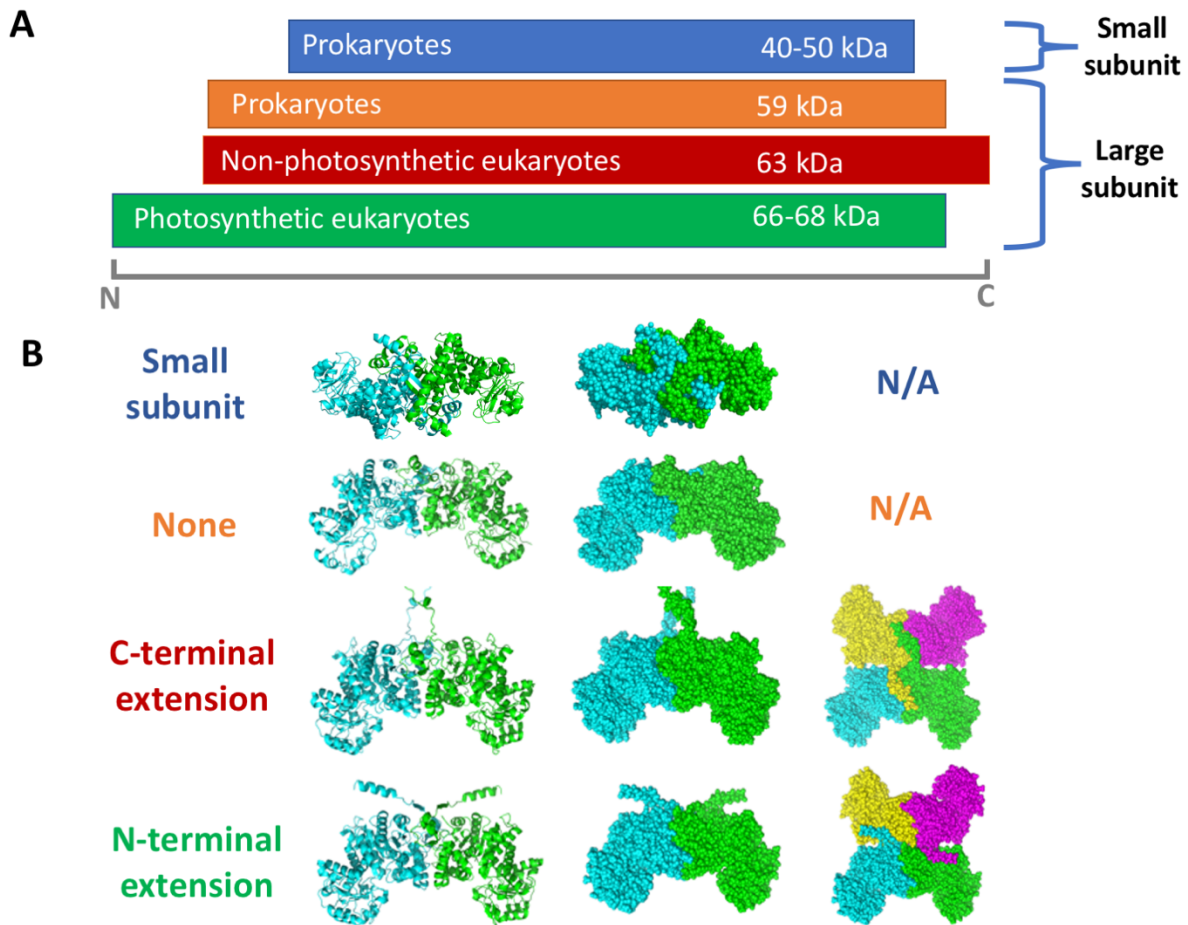 A
Prokaryotes 40-50 kDa
Small
subunit
Prokaryotes 59 kDa
Non-photosynthetic eukaryotes 63 kDa
Large
subunit
Photosynthetic eukaryotes 66-68 kDa
N C
B
Small
subunit
N/A
None
N/A
C-terminal
extension
N-terminal
extension